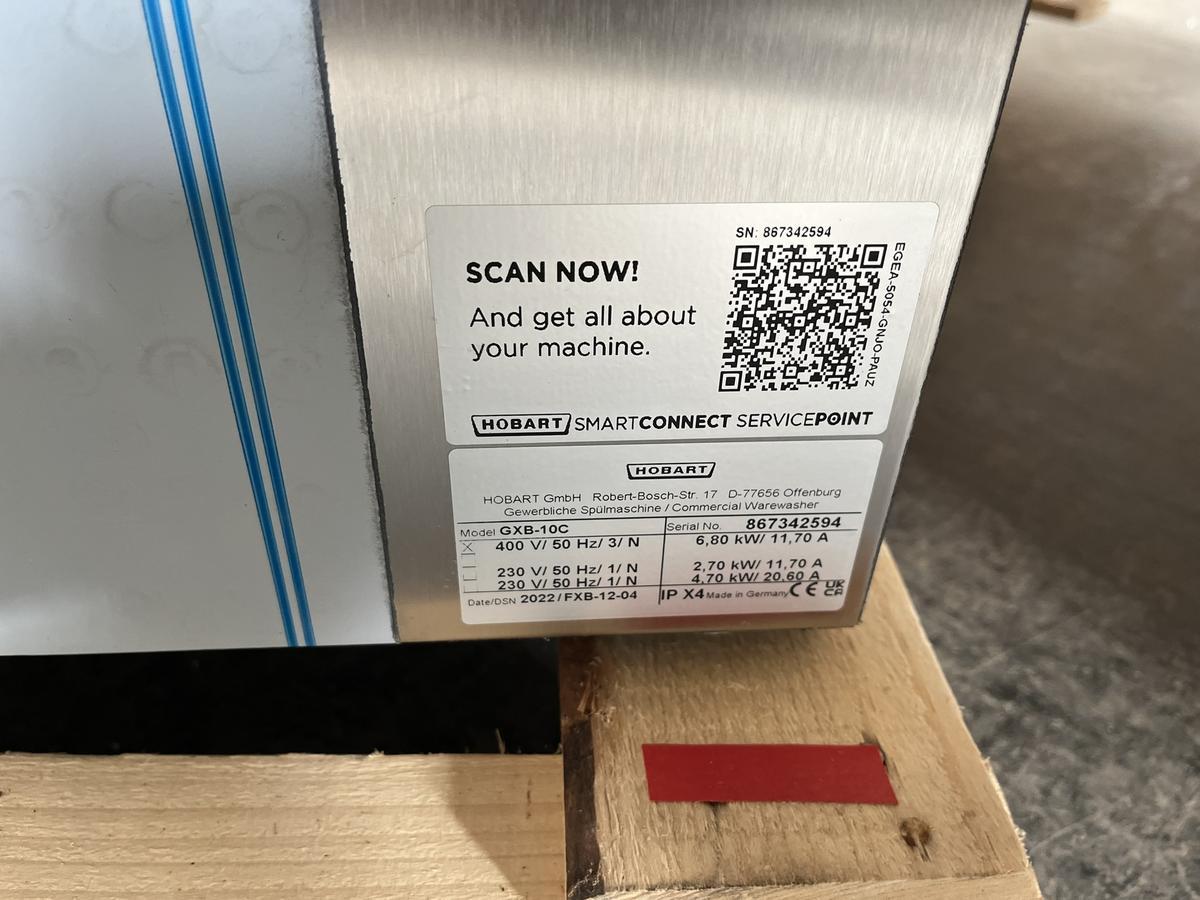 SN: 867342594
EGEA-5054-GNJO-PAUZ
SCAN NOW!
And get all about
your machine.
HOBART SMARTCONNECT SERVICEPOINT
HOBART
HOBART GmbH Robert-Bosch-Str. 17 D-77656 Offenburg
Gewerbliche Spülmaschine / Commercial Warewasher
Model GXB-10C Serial No. 867342594
X 400 V/ 50 Hz/ 3/ N 6,80 kW/ 11,70 A
230 V/ 50 Hz/ 1/ N 2,70 kW/ 11,70 A
230 V/ 50 Hz/ 1/ N 4,70 kW/ 20.60 A
Date/DSN 2022/FXB-12-04 IP X4 Made in Germany CE UKCA